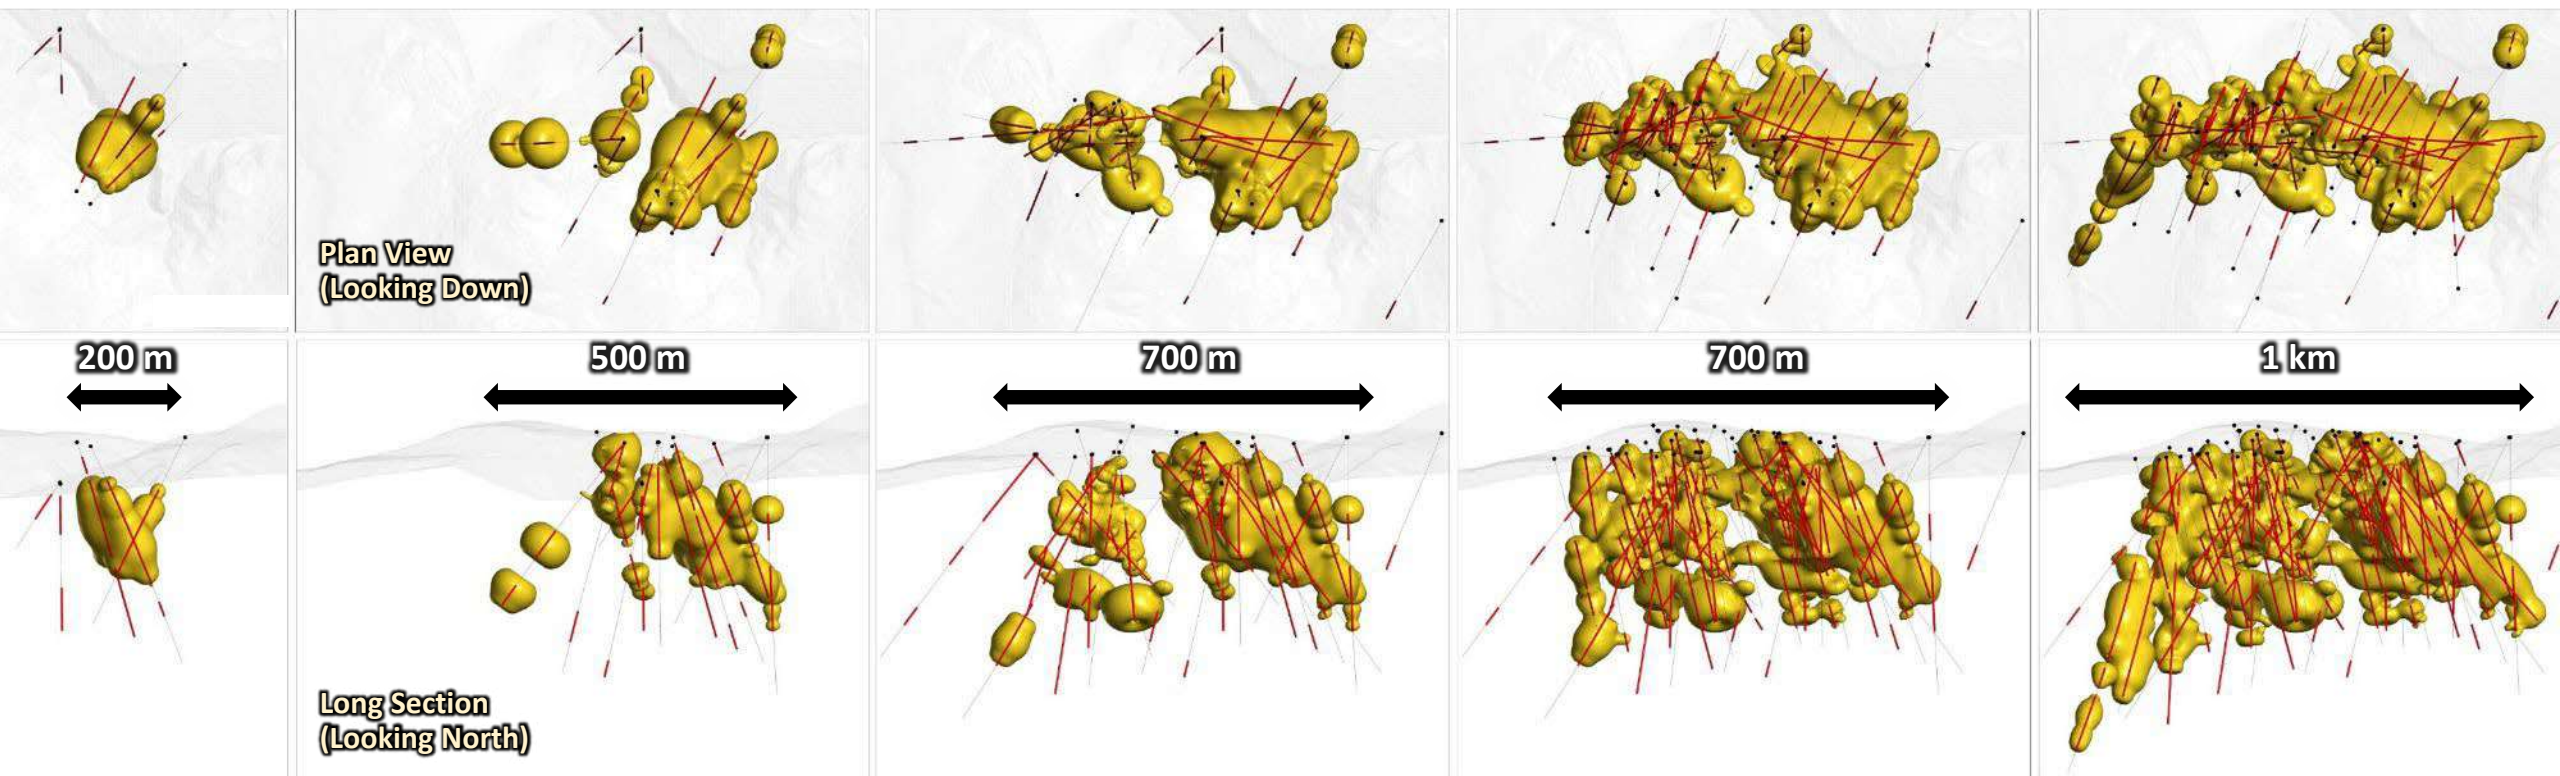 Plan View
(Looking Down)
200 m
500 m
700 m
700 m
1 km
Long Section
(Looking North)